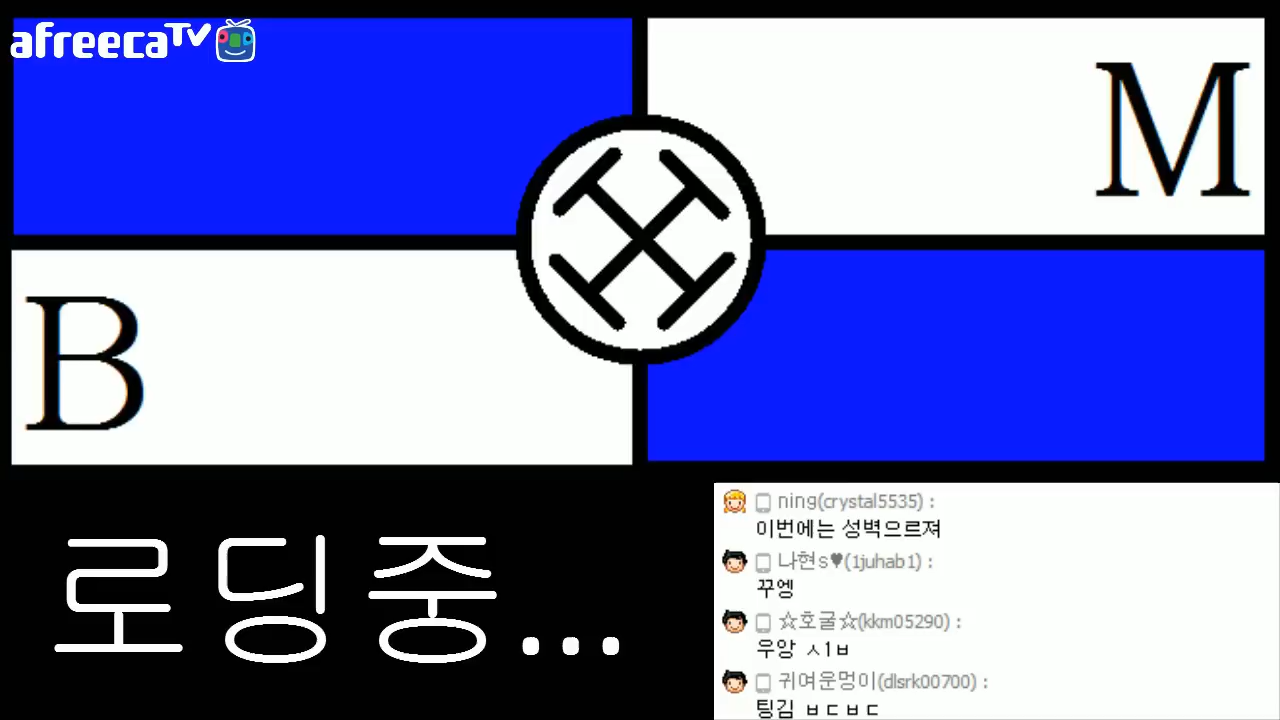 afreecaTV
M
B
로딩중...
ning(crystal5535) :
이번에는 성벽으르져
나현s♥(1juhab1) :
꾸엥
☆호굴☆(kkm05290) :
우앙 ㅅ1ㅂ
귀여운멍이(dlsrk00700) :
팅김 ㅂㄷㅂㄷ